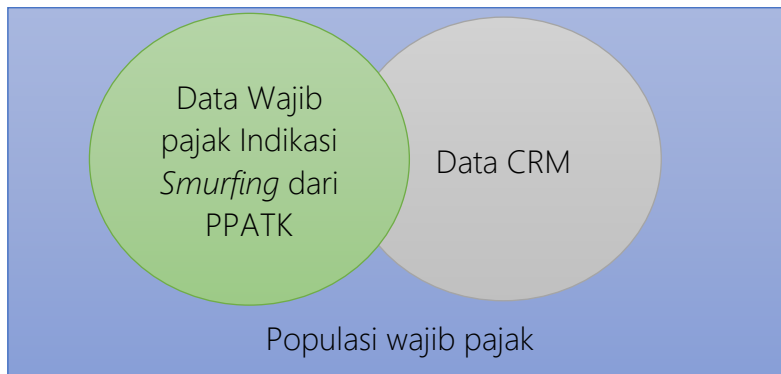 Data Wajib
pajak Indikasi
Smurfing dari
PPATK
Data CRM
Populasi wajib pajak